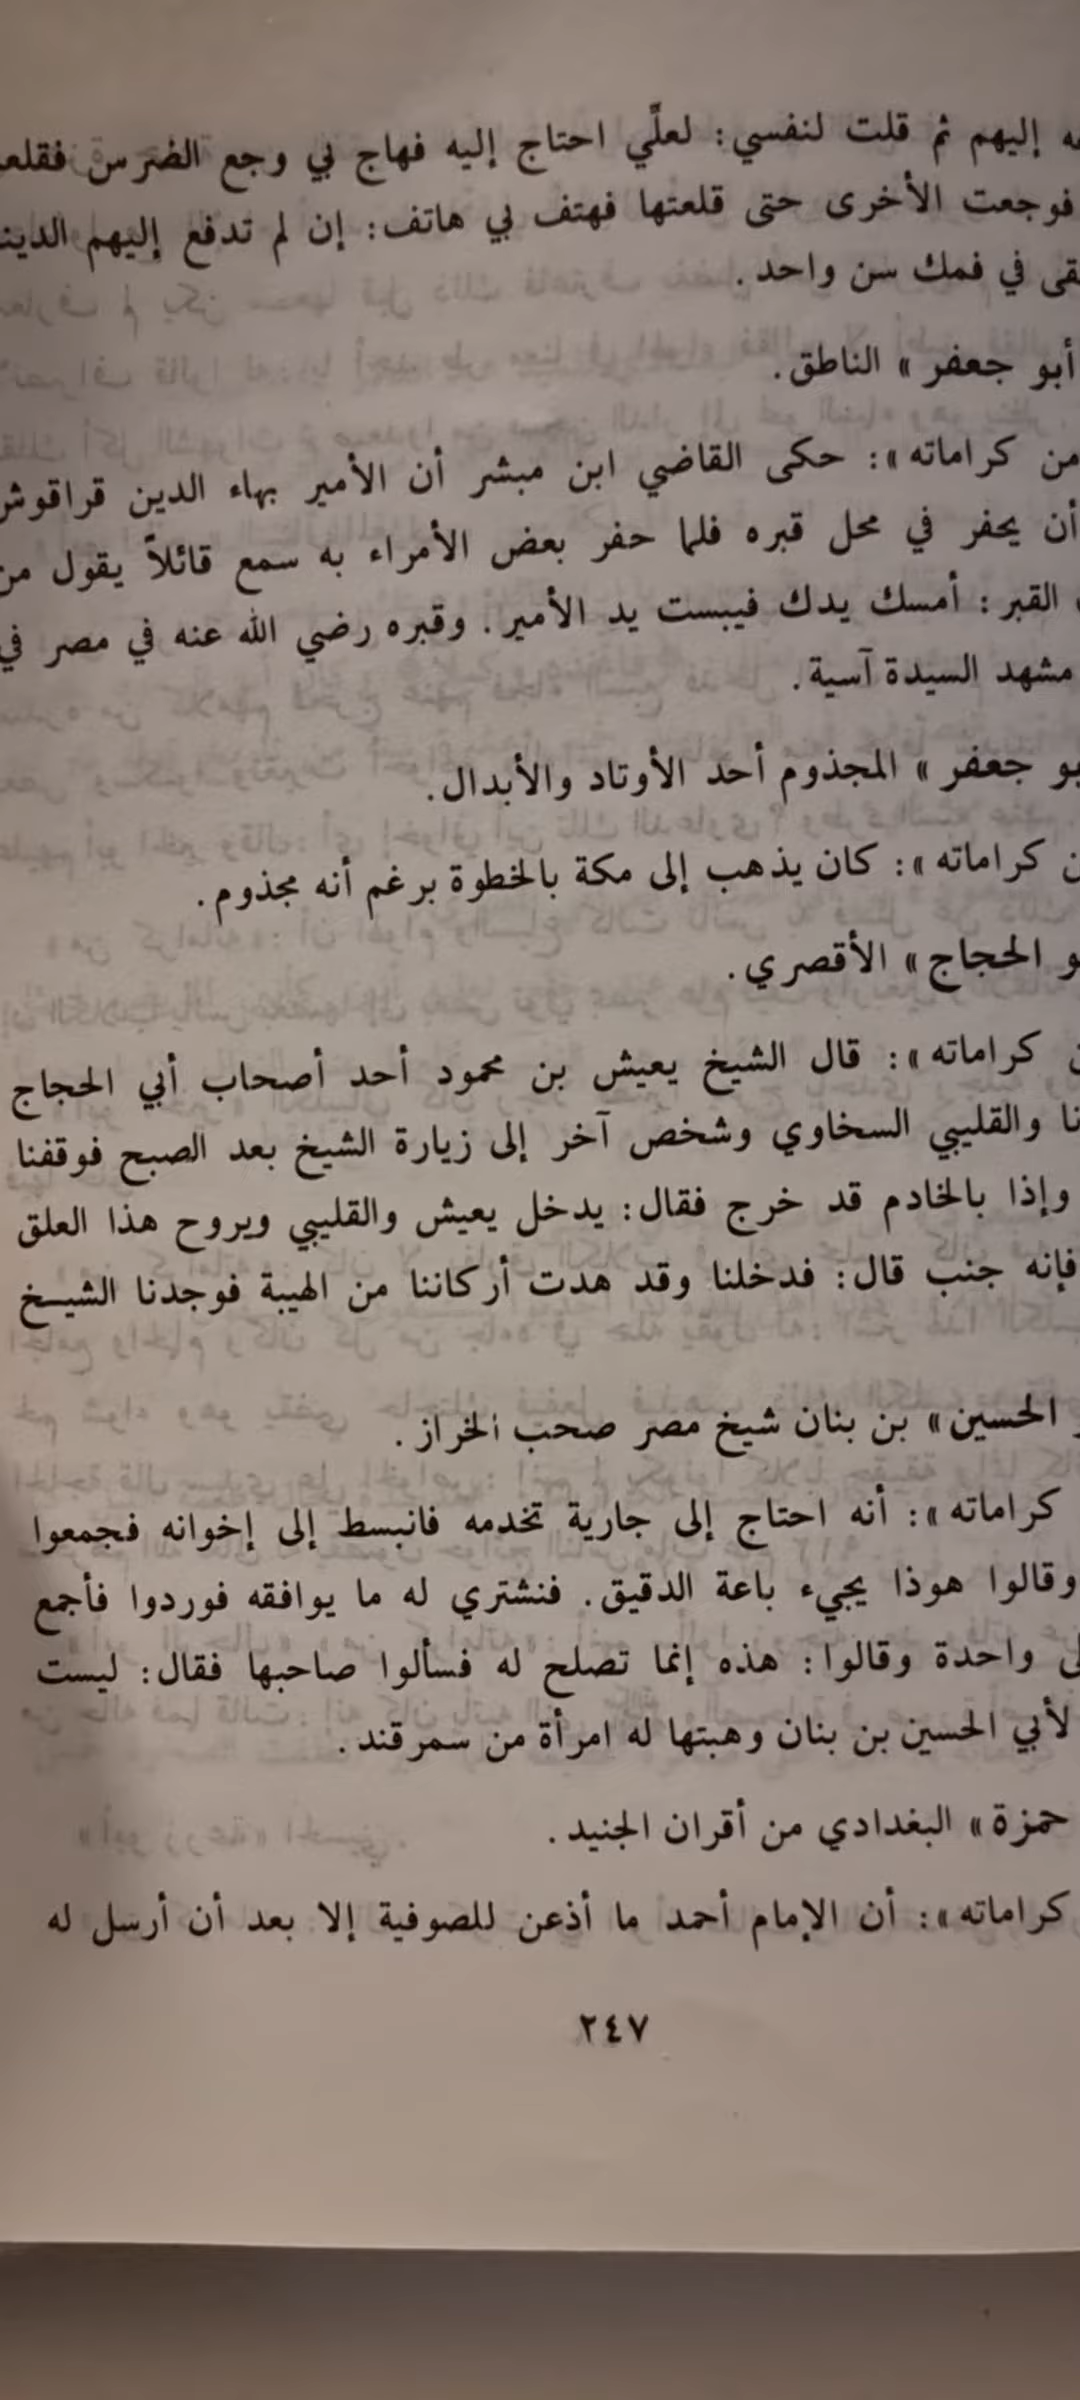 إليهم ثم قلت لنفسي: لعلّي احتاج إليه فهاج بي وجع الضرس
فوجعت الأخرى حتى قلعتها فهتف بي هاتف: إن لم تدفع إليهم
في فمك سن واحد.
أبو جعفر» الناطق.
من كراماته»: حكى القاضي ابن مبشر أن الأمير بهاء الدين قراقوش
أن يحفر في محل قبره فلما حفر بعض الأمراء به سمع قائلاً يقول من
القبر: أمسك يدك فيبست يد الأمير. وقبره رضي الله عنه في مصر في
مشهد السيدة آسية.
جعفر» المجذوم أحد الأوتاد والأبدال.
كراماته»: كان يذهب إلى مكة بالخطوة برغم أنه مجذوم.
الحجاج» الأقصري.
كراماته»: قال الشيخ يعيش بن محمود أحد أصحاب أبي الحجاج
والقليبي السخاوي وشخص آخر إلى زيارة الشيخ بعد الصبح فوقفنا
وإذا بالخادم قد خرج فقال: يدخل يعيش والقليبي ويروح هذا العلق
فإنه جنب قال: فدخلنا وقد هدت أركاننا من الهيبة فوجدنا الشيخ
الحسين» بن بنان شيخ مصر صحب الخراز.
كراماته»: أنه احتاج إلى جارية تخدمه فانبسط إلى إخوانه فجمعوا
وقالوا هوذا يجيء باعة الدقيق. فنشتري له ما يوافقه فوردوا فأجمع
واحدة وقالوا: هذه إنما تصلح له فسألوا صاحبها فقال: ليست
لأبي الحسين بن بنان وهبتها له امرأة من سمرقند.
حمزة» البغدادي من أقران الجنيد.
كراماته»: أن الإمام أحمد ما أذعن للصوفية إلا بعد أن أرسل له
٢٤٧